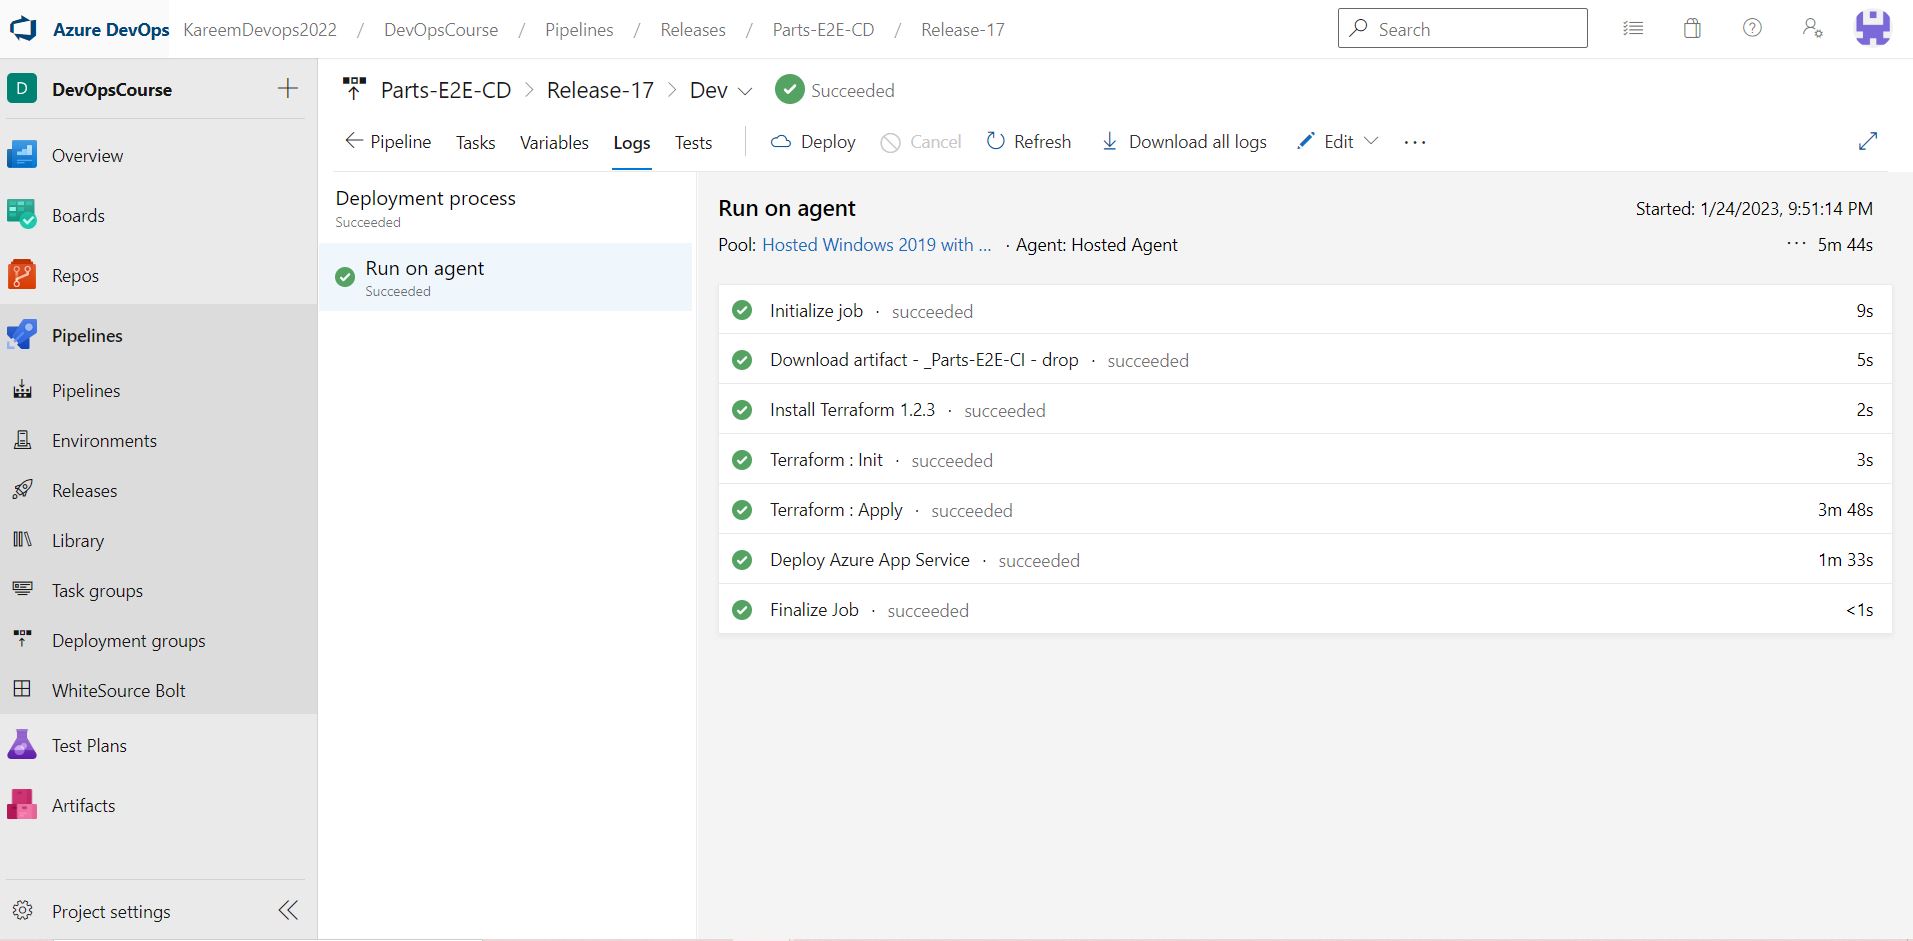 Azure DevOps KareemDevops2022 / DevOpsCourse / Pipelines / Releases / Parts-E2E-CD / Release-17 Search
D DevOpsCourse
Overview
Boards
Repos
Pipelines
Pipelines
Environments
Releases
Library
Task groups
Deployment groups
WhiteSource Bolt
Test Plans
Artifacts
Project settings
Parts-E2E-CD > Release-17 > Dev Succeeded
Pipeline Tasks Variables Logs Tests Deploy Cancel Refresh Download all logs Edit ...
Deployment process
Succeeded
Run on agent
Succeeded
Run on agent Started: 1/24/2023, 9:51:14 PM
Pool: Hosted Windows 2019 with ... · Agent: Hosted Agent ... 5m 44s
Initialize job · succeeded 9s
Download artifact - _Parts-E2E-CI - drop · succeeded 5s
Install Terraform 1.2.3 · succeeded 2s
Terraform : Init · succeeded 3s
Terraform : Apply · succeeded 3m 48s
Deploy Azure App Service · succeeded 1m 33s
Finalize Job · succeeded <1s